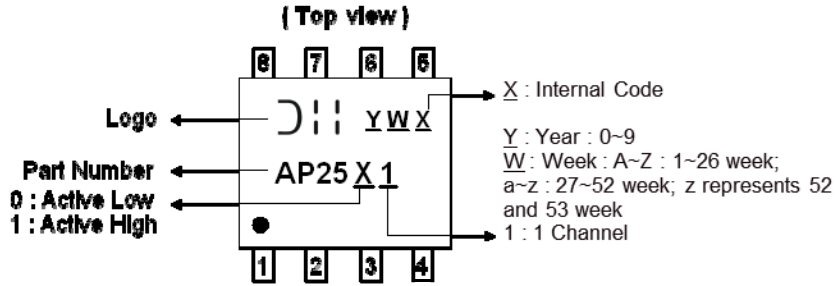 ( Top view )
8 7 6 5
Logo
Y W X
X : Internal Code
Part Number
AP25 X 1
0 : Active Low
1 : Active High
Y : Year : 0~9
W : Week : A~Z : 1~26 week;
a~z : 27~52 week; z represents 52
and 53 week
1 : 1 Channel
1 2 3 4